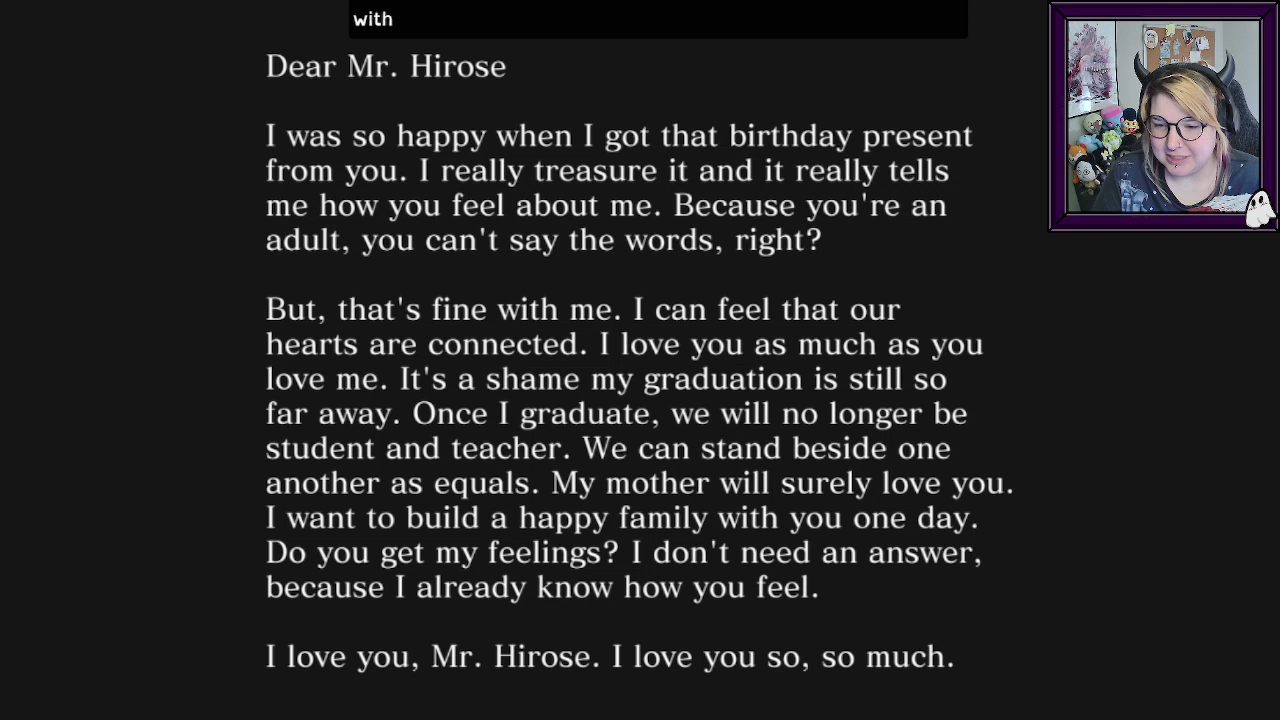 with
Dear Mr. Hirose
I was so happy when I got that birthday present
from you. I really treasure it and it really tells
me how you feel about me. Because you're an
adult, you can't say the words, right?
But, that's fine with me. I can feel that our
hearts are connected. I love you as much as you
love me. It's a shame my graduation is still so
far away. Once I graduate, we will no longer be
student and teacher. We can stand beside one
another as equals. My mother will surely love you.
I want to build a happy family with you one day.
Do you get my feelings? I don't need an answer,
because I already know how you feel.
I love you, Mr. Hirose. I love you so, so much.